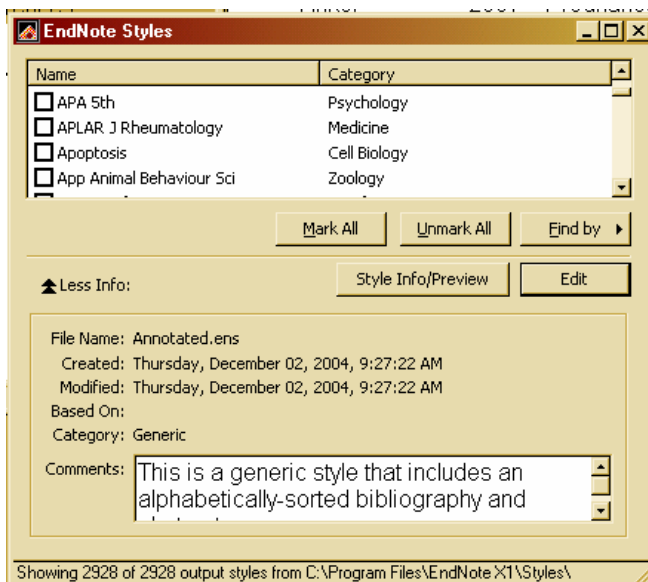 EndNote Styles
Name Category
APA 5th Psychology
APLAR J Rheumatology Medicine
Apoptosis Cell Biology
App Animal Behaviour Sci Zoology
Mark All Unmark All Find by
Less Info: Style Info/Preview Edit
File Name: Annotated.ens
Created: Thursday, December 02, 2004, 9:27:22 AM
Modified: Thursday, December 02, 2004, 9:27:22 AM
Based On:
Category: Generic
Comments: This is a generic style that includes an
alphabetically-sorted bibliography and
Showing 2928 of 2928 output styles from C:\Program Files\EndNote X1\Styles\